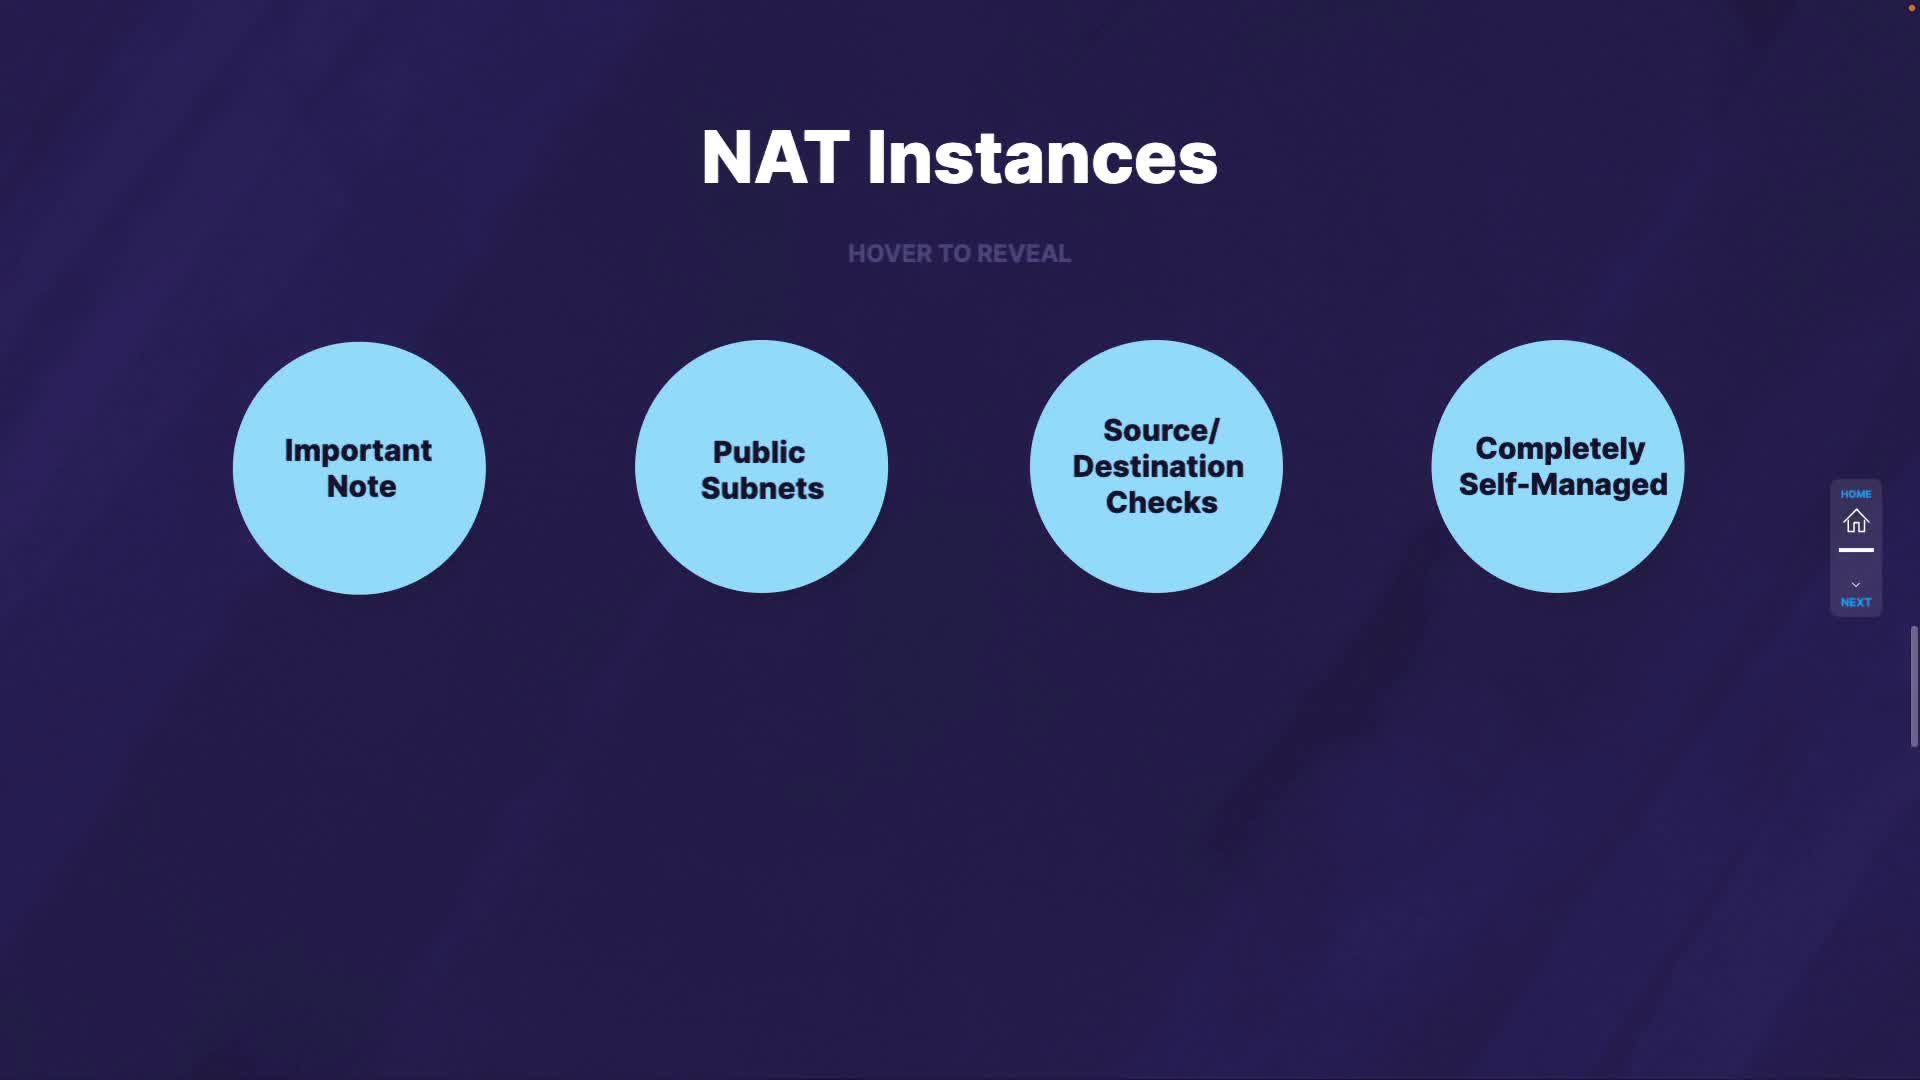 NAT Instances
HOVER TO REVEAL
Important
Note
Public
Subnets
Source/
Destination
Checks
Completely
Self-Managed
HOME
NEXT